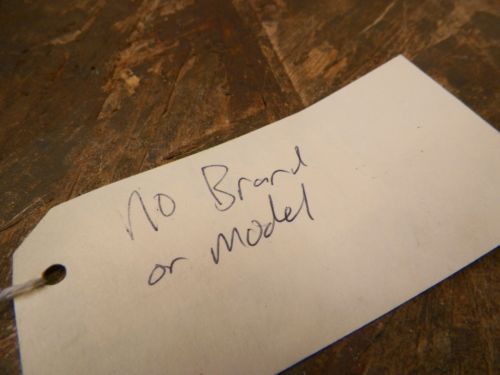 No Brand
or Model